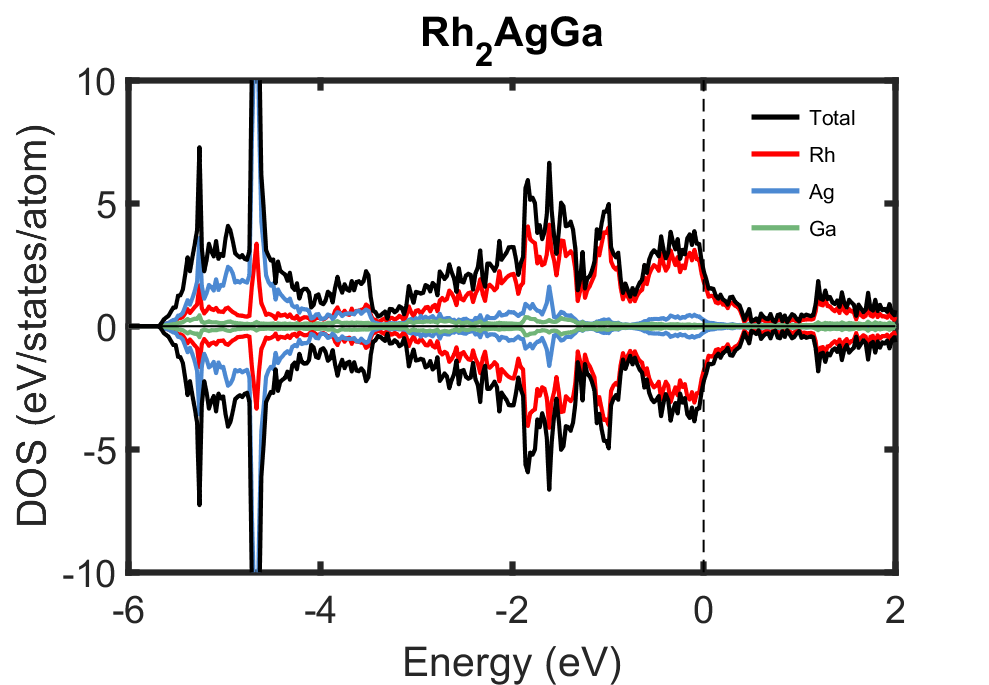 Rh₂AgGa
DOS (eV/states/atom)
10
5
0
-5
-10
Total
Rh
Ag
Ga
-6 -4 -2 0 2
Energy (eV)